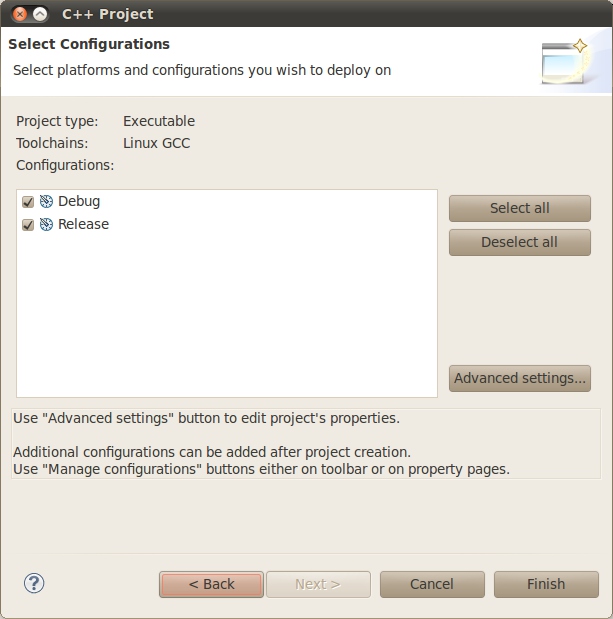 C++ Project
Select Configurations
Select platforms and configurations you wish to deploy on
Project type: Executable
Toolchains: Linux GCC
Configurations:
Debug
Release
Select all
Deselect all
Advanced settings...
Use "Advanced settings" button to edit project's properties.
Additional configurations can be added after project creation.
Use "Manage configurations" buttons either on toolbar or on property pages.
?
< Back
Next >
Cancel
Finish